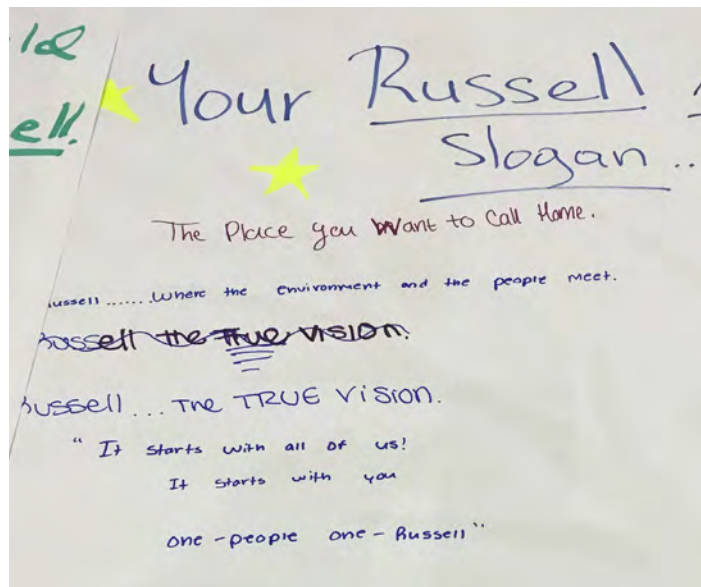 ell!
Your Russell
Slogan..
The Place you Want to Call Home.
ussell ...... Where the environment and the people meet.
Russell the True Vision.
Russell ... The TRUE Vision.
" It starts with all of us!
It starts with you
one - people one - Russell "